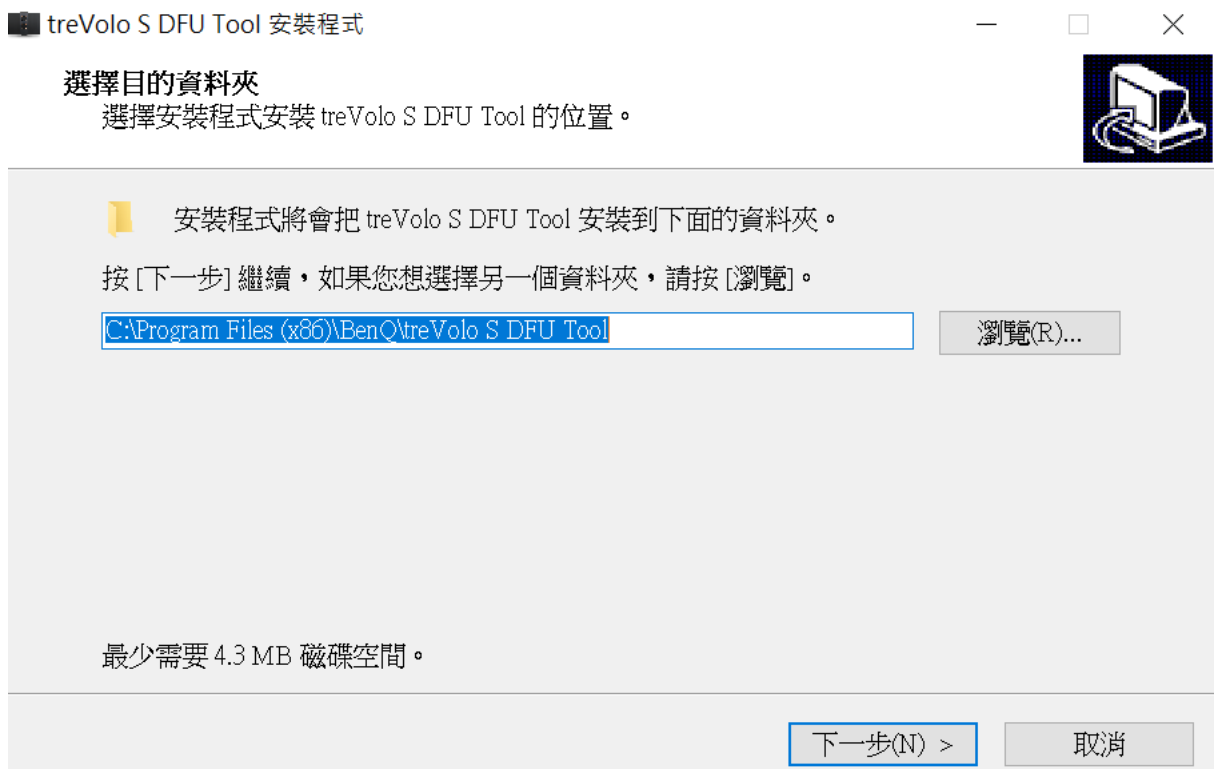 treVolo S DFU Tool 安裝程式
選擇目的資料夾
選擇安裝程式安裝 treVolo S DFU Tool 的位置。
安裝程式將會把 treVolo S DFU Tool 安裝到下面的資料夾。
按 [下一步] 繼續，如果您想選擇另一個資料夾，請按 [瀏覽]。
C:\Program Files (x86)\BenQ\treVolo S DFU Tool
瀏覽(R)...
最少需要 4.3 MB 磁碟空間。
下一步(N) >
取消